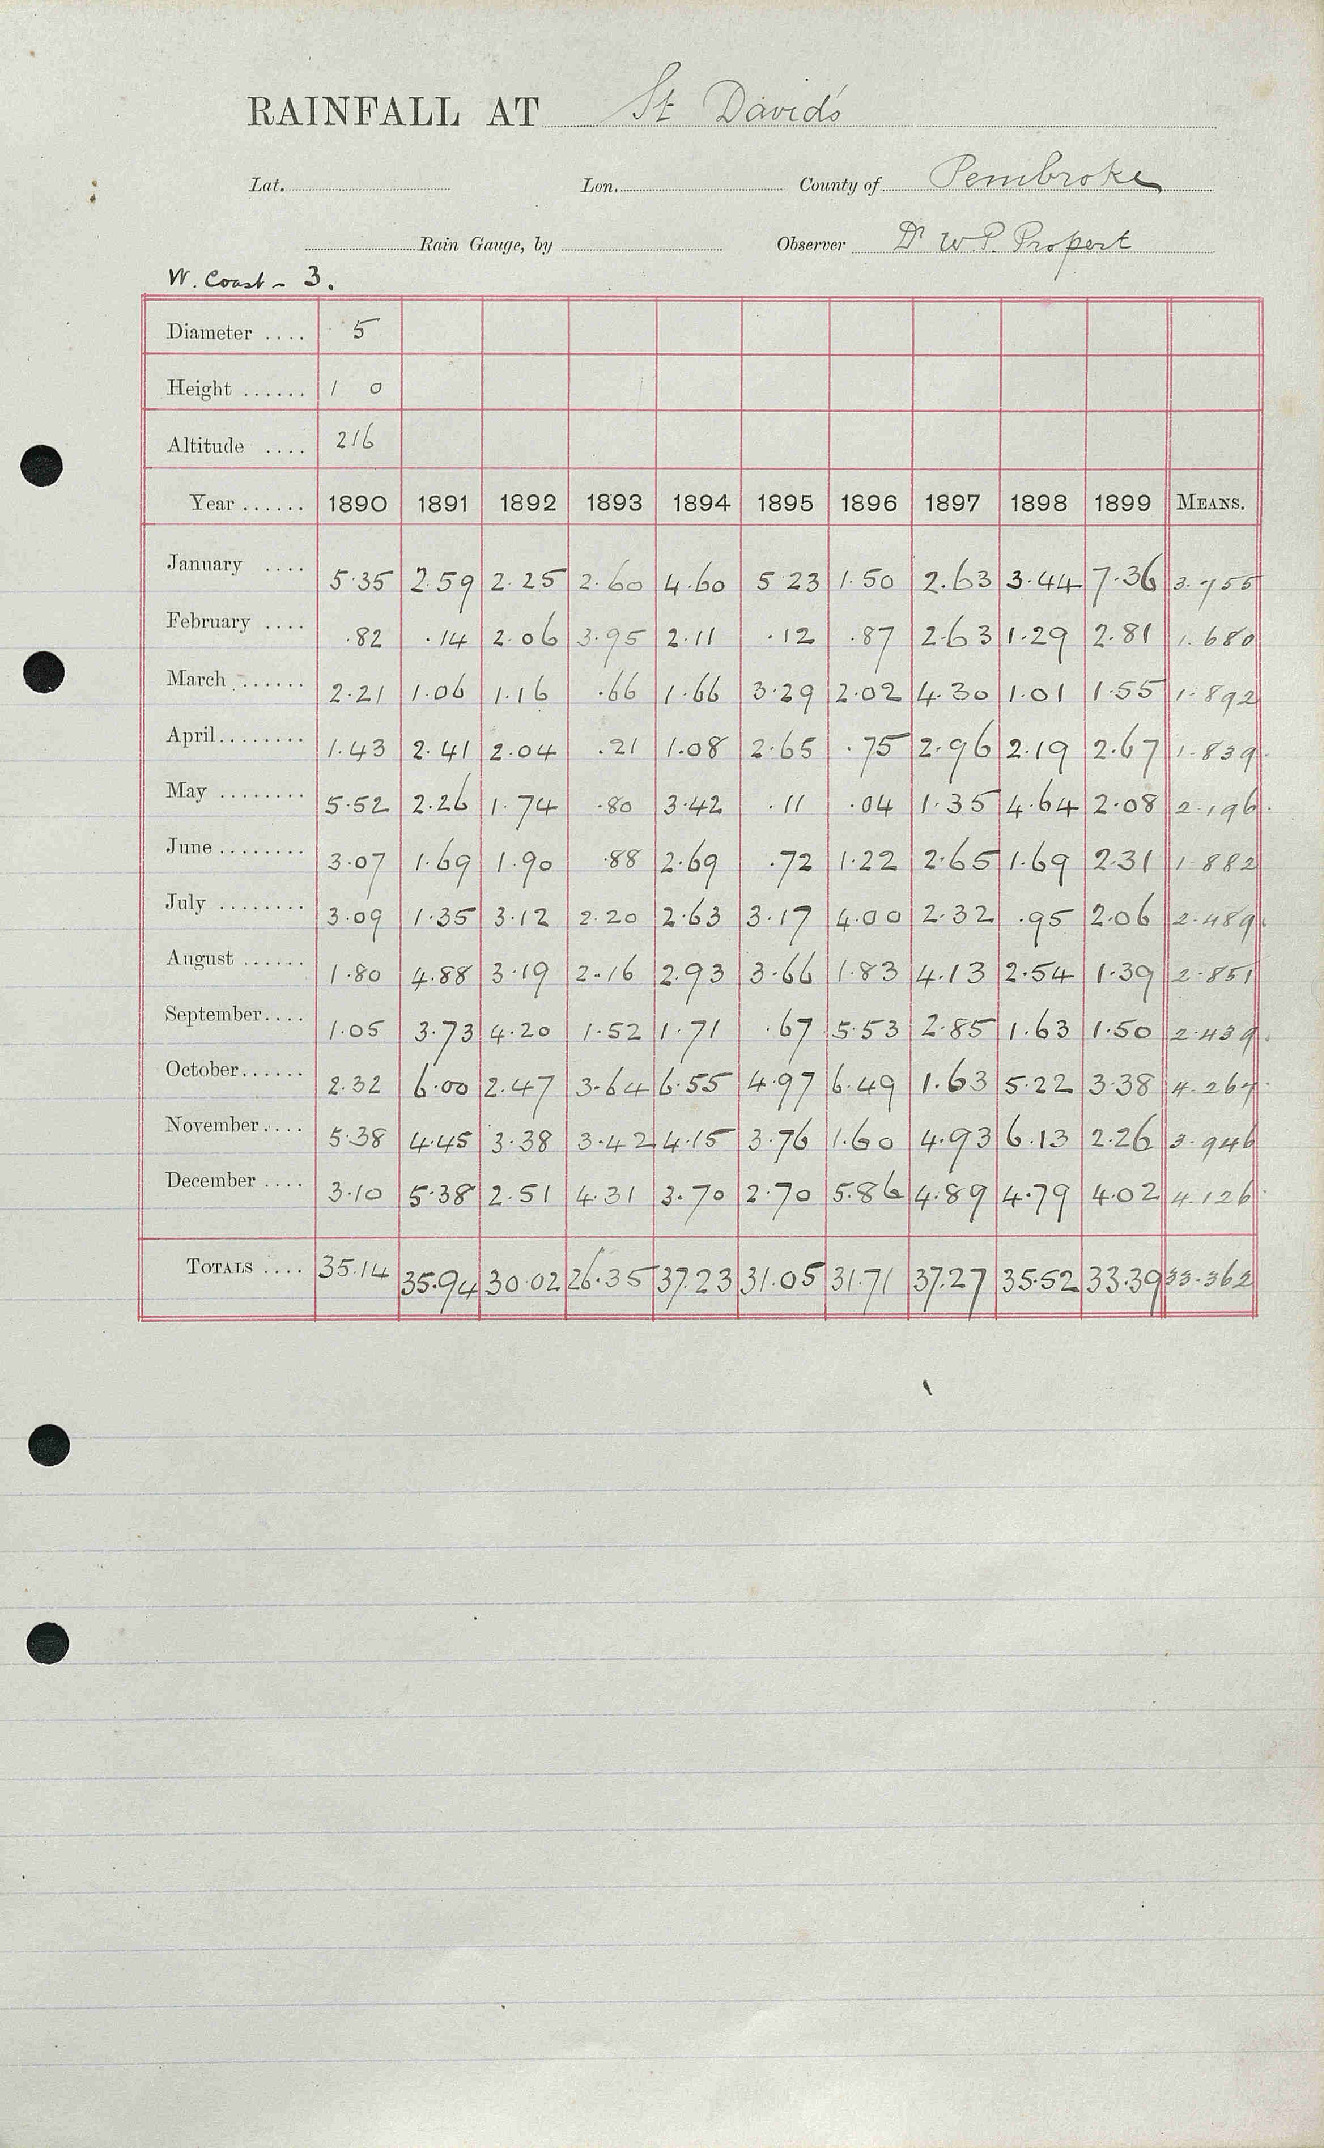 RAINFALL AT St David's
Lat. Lon. County of Pembroke
Rain Gauge, by Observer Dr W. P. Propert
W. Coast - 3.
Diameter .... 5
Height ...... 1 0
Altitude .... 216
Year ...... 1890 1891 1892 1893 1894 1895 1896 1897 1898 1899 MEANS.
January .... 5.35 2.59 2.25 2.60 4.60 5.23 1.50 2.63 3.44 7.36 3.755
February .... .82 .14 2.06 3.95 2.11 .12 .87 2.63 1.29 2.81 1.680
March ....... 2.21 1.06 1.16 .66 1.66 3.29 2.02 4.30 1.01 1.55 1.892
April ........ 1.43 2.41 2.04 .21 1.08 2.65 .75 2.96 2.19 2.67 1.839
May ........ 5.52 2.26 1.74 .80 3.42 .11 .04 1.35 4.64 2.08 2.196
June ........ 3.07 1.69 1.90 .88 2.69 .72 1.22 2.65 1.69 2.31 1.882
July ........ 3.09 1.35 3.12 2.20 2.63 3.17 4.00 2.32 .95 2.06 2.489
August ...... 1.80 4.88 3.19 2.16 2.93 3.66 1.83 4.13 2.54 1.39 2.851
September.... 1.05 3.73 4.20 1.52 1.71 .67 5.53 2.85 1.63 1.50 2.439
October...... 2.32 6.00 2.47 3.64 6.55 4.97 6.49 1.63 5.22 3.38 4.267
November.... 5.38 4.45 3.38 3.42 4.15 3.76 1.60 4.93 6.13 2.26 3.946
December .... 3.10 5.38 2.51 4.31 3.70 2.70 5.86 4.89 4.79 4.02 4.126
TOTALS .... 35.14 35.94 30.02 26.35 37.23 31.05 31.71 37.27 35.52 33.39 33.362